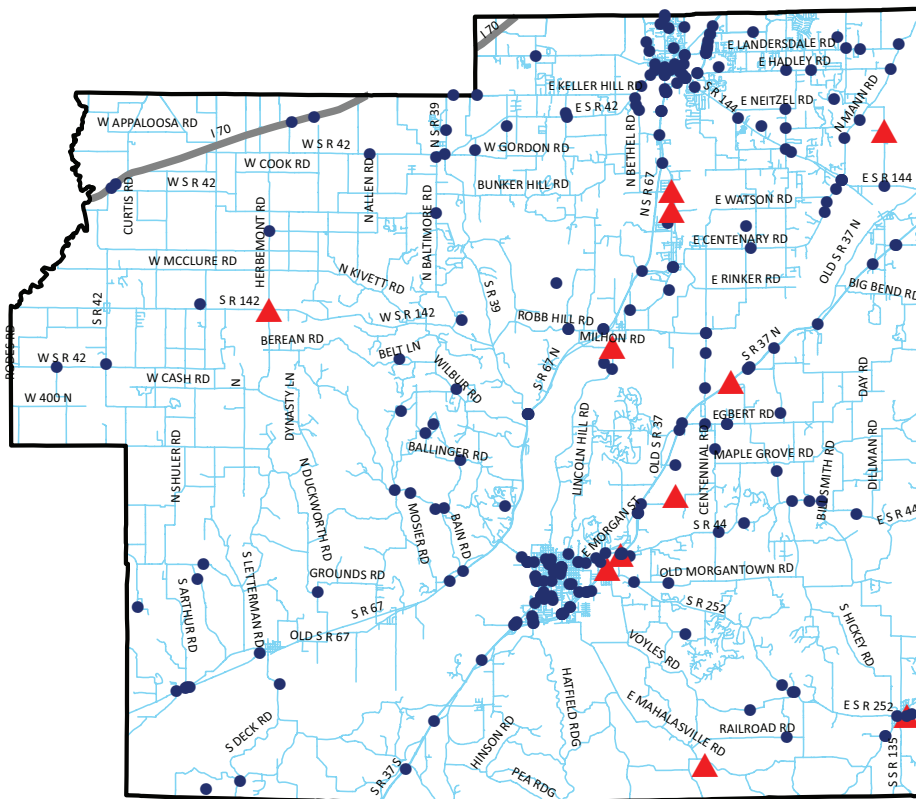 I 70
E LANDERSDALE RD
E HADLEY RD
E KELLER HILL RD
S R 144
E NEITZEL RD
N MANN RD
E S R 42
W APPALOOSA RD
I 70
N S R 39
W S R 42
W GORDON RD
N BETHEL RD
W COOK RD
W S R 42
BUNKER HILL RD
E S R 144
CURTIS RD
N ALLEN RD
N S R 67
E WATSON RD
HERBEMONT RD
N BALTIMORE RD
E CENTENARY RD
OLD S R 37 N
W MCCLURE RD
N KIVETT RD
E RINKER RD
S R 39
BIG BEND RD
S R 42
S R 142
W S R 142
ROBB HILL RD
MILHON RD
BEREAN RD
RODES RD
BELT LN
S R 67 N
S R 37 N
W S R 42
WILBUR RD
DAY RD
W CASH RD
N
DYNASTY LN
W 400 N
EGBERT RD
LINCOLN HILL RD
OLD S R 37
CENTENNIAL RD
BALLINGER RD
MAPLE GROVE RD
DILLMAN RD
N SHULER RD
N DUCKWORTH RD
BILLSMITH RD
MOSIER RD
BAIN RD
E MORGAN ST
S R 44
E S R 44
S LETTERMAN RD
GROUNDS RD
OLD MORGANTOWN RD
S ARTHUR RD
S R 67
S R 252
S HICKEY RD
OLD S R 67
VOYLES RD
HATFIELD RDG
E MAHALASVILLE RD
E S R 252
S DECK RD
HINSON RD
RAILROAD RD
S S R 135
S R 37 S
PEA RDG